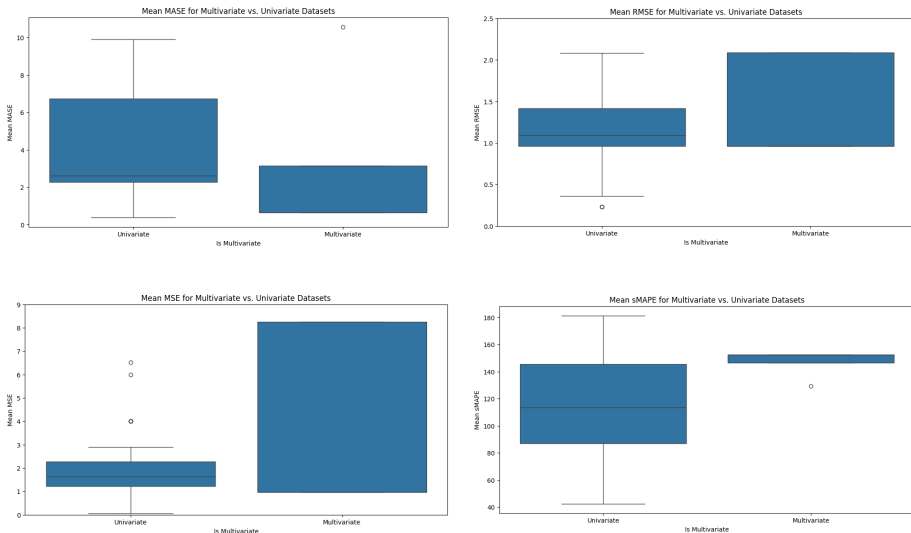 Mean MASE for Multivariate vs. Univariate Datasets
10
8
6
4
2
0
Mean MASE
Univariate
Multivariate
Is Multivariate
Mean RMSE for Multivariate vs. Univariate Datasets
2.5
2.0
1.5
1.0
0.5
0.0
Mean RMSE
Univariate
Multivariate
Is Multivariate
Mean MSE for Multivariate vs. Univariate Datasets
9
8
7
6
5
4
3
2
1
0
Mean MSE
Univariate
Multivariate
Is Multivariate
Mean sMAPE for Multivariate vs. Univariate Datasets
180
160
140
120
100
80
60
40
Mean sMAPE
Univariate
Multivariate
Is Multivariate